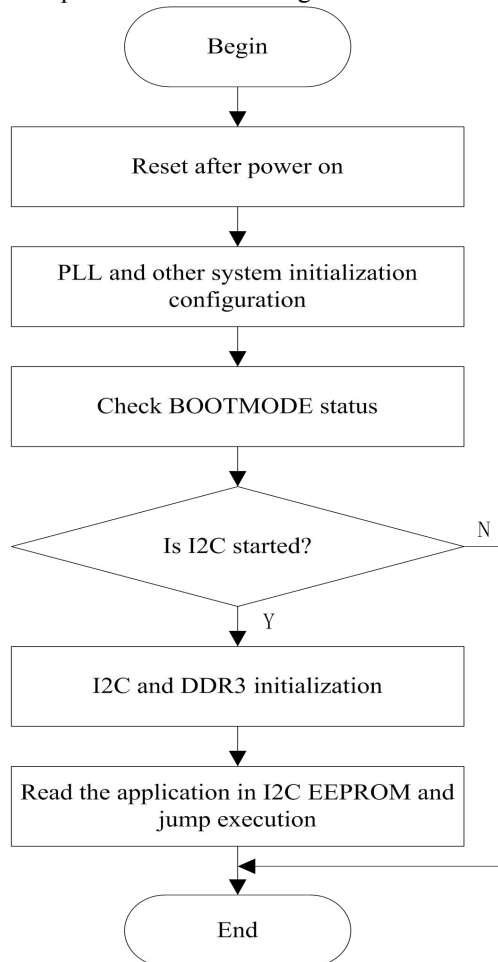 Begin
Reset after power on
PLL and other system initialization
configuration
Check BOOTMODE status
Is I2C started?
N
Y
I2C and DDR3 initialization
Read the application in I2C EEPROM and
jump execution
End